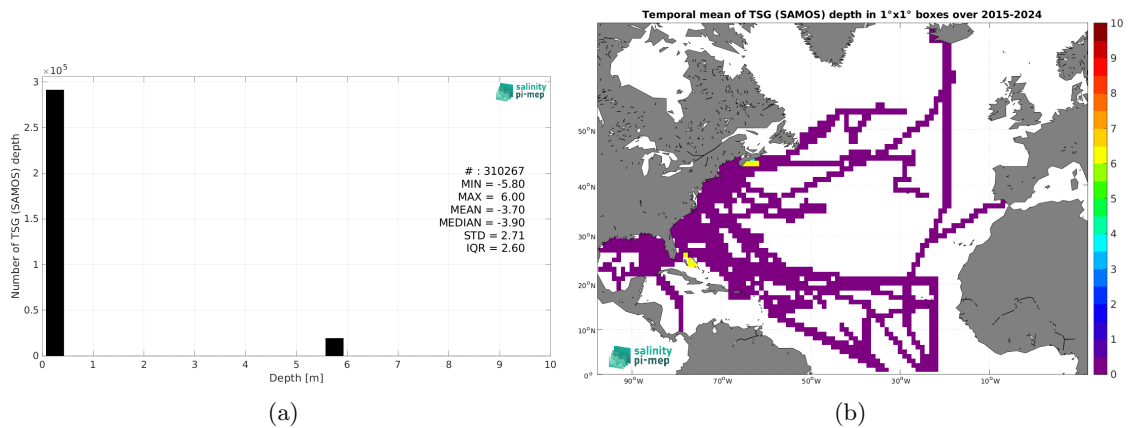 ×10⁵
3
2.5
2
1.5
1
0.5
0
0
1
2
3
4
5
6
7
8
9
10
Number of TSG (SAMOS) depth
Depth [m]
salinity
pi-mep
# : 310267
MIN = -5.80
MAX = 6.00
MEAN = -3.70
MEDIAN = -3.90
STD = 2.71
IQR = 2.60
(a)
Temporal mean of TSG (SAMOS) depth in 1°x1° boxes over 2015-2024
50°N
40°N
30°N
20°N
10°N
0°
90°W
70°W
50°W
30°W
10°W
salinity
pi-mep
10
9
8
7
6
5
4
3
2
1
0
(b)